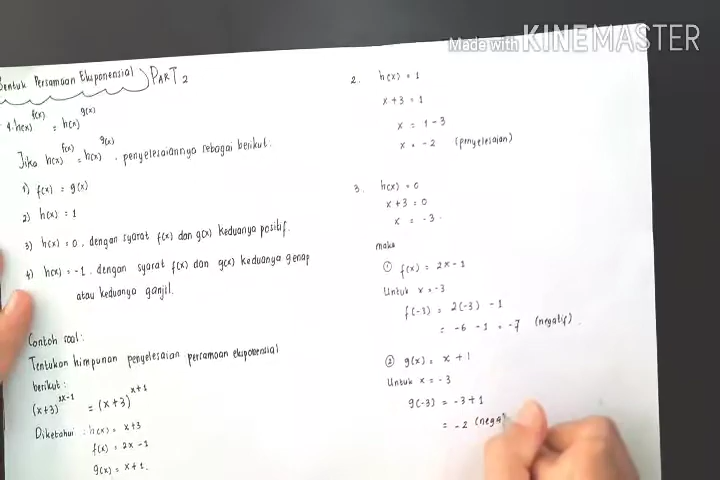 Made with KINEMASTER
Bentuk Persamaan Eksponensial PART 2
4. h(x)^f(x) = h(x)^g(x)
Jika h(x)^f(x) = h(x)^g(x), penyelesaiannya sebagai berikut:
1) f(x) = g(x)
2) h(x) = 1
3) h(x) = 0, dengan syarat f(x) dan g(x) keduanya positif.
4) h(x) = -1, dengan syarat f(x) dan g(x) keduanya genap
atau keduanya ganjil.
Contoh soal:
Tentukan himpunan penyelesaian persamaan eksponensial
berikut:
(x+3)^2x-1 = (x+3)^x+1
Diketahui : h(x) = x+3
f(x) = 2x -1
g(x) = x+1.
2. h(x) = 1
x+3 = 1
x = 1-3
x = -2 (penyelesaian)
3. h(x) = 0
x+3 = 0
x = -3.
maka
① f(x) = 2x-1
Untuk x = -3
f(-3) = 2(-3) -1
= -6 -1 = -7 (negatif).
② g(x) = x+1
Untuk x = -3
g(-3) = -3+1
= -2 (nega